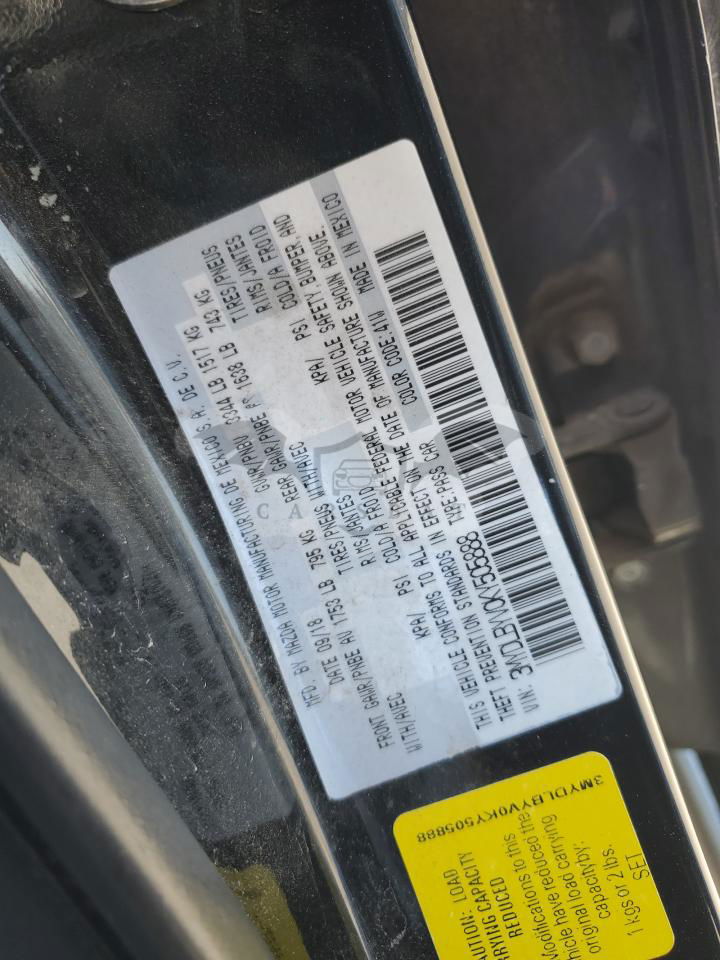 MFD. BY MAZDA MOTOR MANUFACTURING DE MEXICO S.A. DE C.V.
DATE 09/18 GVWR/PNBV 3344 LB 1517 KG
FRONT GAWR/PNBE AV 1753 LB 795 KG REAR GAWR/PNBE AR 1638 LB 743 KG
WITH/AVEC TIRES/PNEUS WITH/AVEC TIRES/PNEUS
RIMS/JANTES RIMS/JANTES
KPA/ PSI COLD/A FROID KPA/ PSI COLD/A FROID
THIS VEHICLE CONFORMS TO ALL APPLICABLE FEDERAL MOTOR VEHICLE SAFETY, BUMPER, AND
THEFT PREVENTION STANDARDS IN EFFECT ON THE DATE OF MANUFACTURE SHOWN ABOVE.
VIN: 3MYDLBYV0KY505888 TYPE: PASS CAR COLOR CODE: 41W MADE IN MEXICO
3MYDLBYV0KY505888
AUTION: LOAD
RRYING CAPACITY
REDUCED
Modifications to this
hicle have reduced the
original load carrying
capacity by:
1 kgs or 2 lbs.
SET